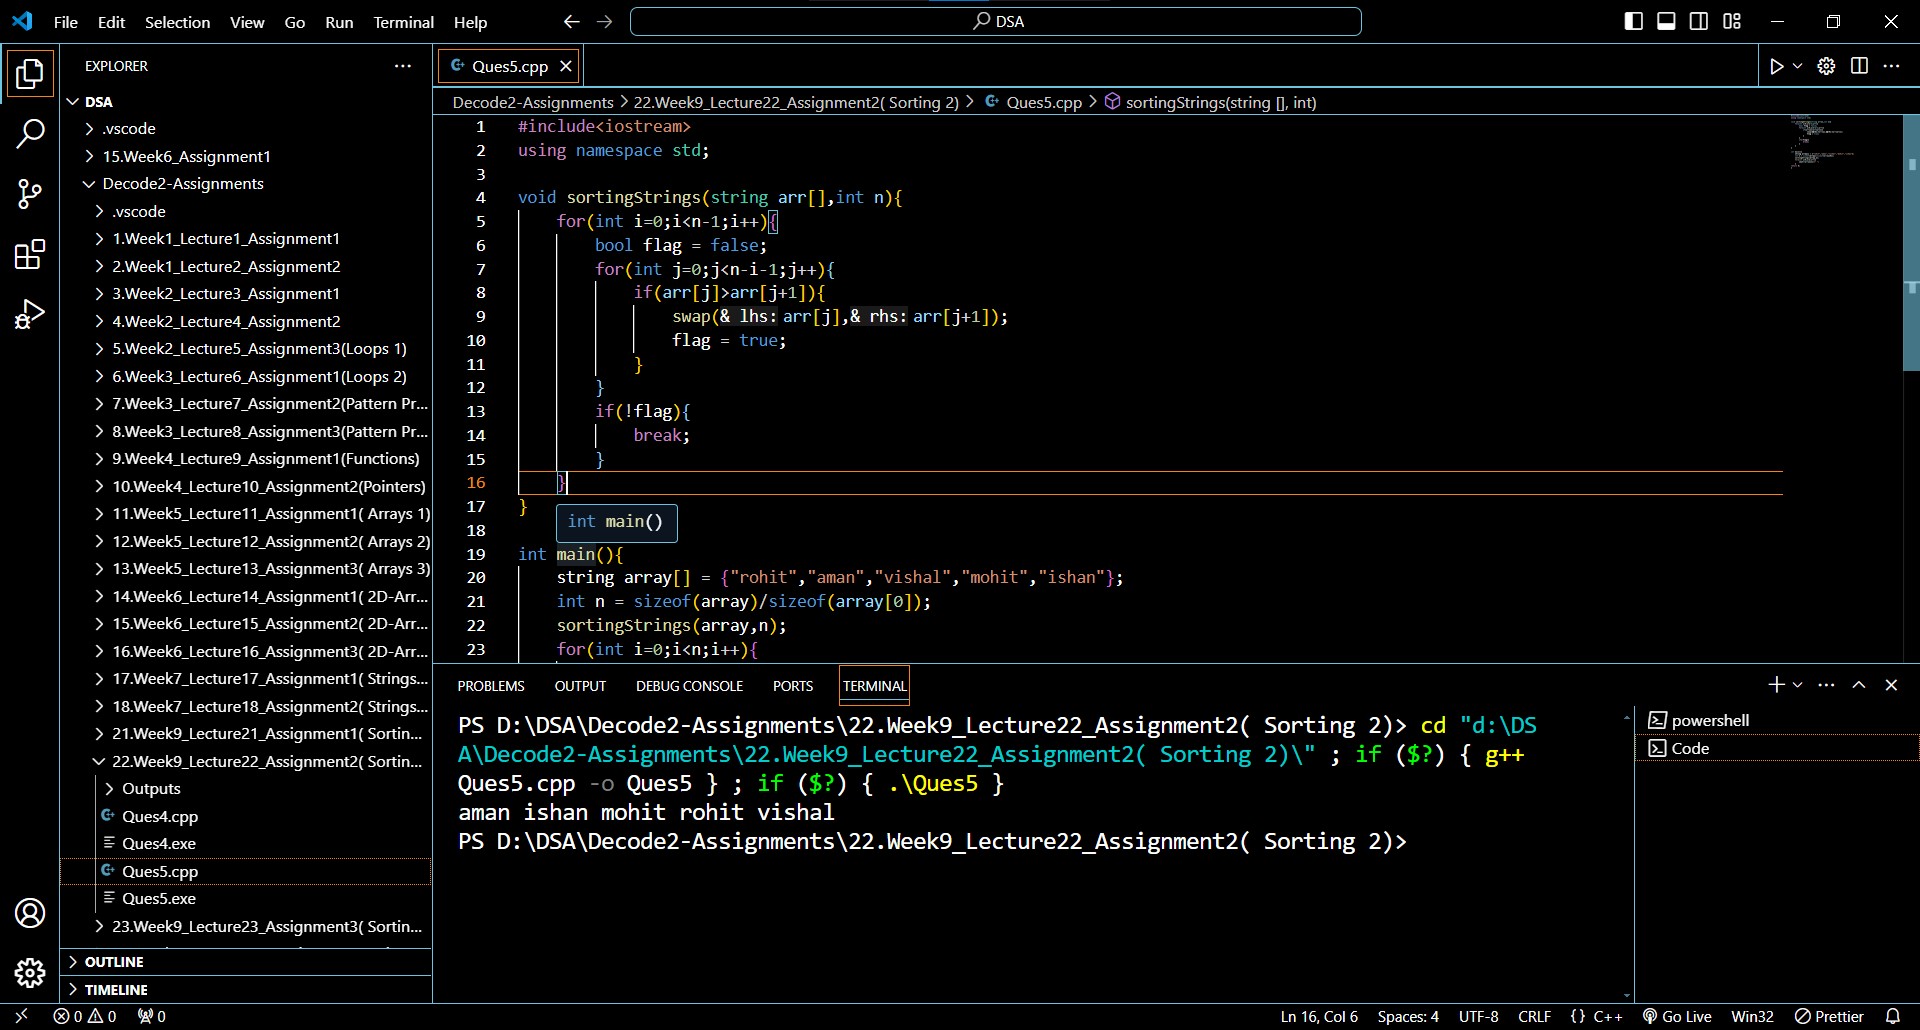 File Edit Selection View Go Run Terminal Help DSA
EXPLORER
DSA
.vscode
15.Week6_Assignment1
Decode2-Assignments
.vscode
1.Week1_Lecture1_Assignment1
2.Week1_Lecture2_Assignment2
3.Week2_Lecture3_Assignment1
4.Week2_Lecture4_Assignment2
5.Week2_Lecture5_Assignment3(Loops 1)
6.Week3_Lecture6_Assignment1(Loops 2)
7.Week3_Lecture7_Assignment2(Pattern Pr...
8.Week3_Lecture8_Assignment3(Pattern Pr...
9.Week4_Lecture9_Assignment1(Functions)
10.Week4_Lecture10_Assignment2(Pointers)
11.Week5_Lecture11_Assignment1( Arrays 1)
12.Week5_Lecture12_Assignment2( Arrays 2)
13.Week5_Lecture13_Assignment3( Arrays 3)
14.Week6_Lecture14_Assignment1( 2D-Arr...
15.Week6_Lecture15_Assignment2( 2D-Arr...
16.Week6_Lecture16_Assignment3( 2D-Arr...
17.Week7_Lecture17_Assignment1( Strings...
18.Week7_Lecture18_Assignment2( Strings...
21.Week9_Lecture21_Assignment1( Sortin...
22.Week9_Lecture22_Assignment2( Sortin...
Outputs
Ques4.cpp
Ques4.exe
Ques5.cpp
Ques5.exe
23.Week9_Lecture23_Assignment3( Sortin...
OUTLINE
TIMELINE
Ques5.cpp
Decode2-Assignments > 22.Week9_Lecture22_Assignment2( Sorting 2) > Ques5.cpp > sortingStrings(string [], int)
1 #include<iostream>
2 using namespace std;
3
4 void sortingStrings(string arr[],int n){
5 for(int i=0;i<n-1;i++){
6 bool flag = false;
7 for(int j=0;j<n-i-1;j++){
8 if(arr[j]>arr[j+1]){
9 swap(& lhs: arr[j],& rhs: arr[j+1]);
10 flag = true;
11 }
12 }
13 if(!flag){
14 break;
15 }
16 }
17 }
int main()
18
19 int main(){
20 string array[] = {"rohit","aman","vishal","mohit","ishan"};
21 int n = sizeof(array)/sizeof(array[0]);
22 sortingStrings(array,n);
23 for(int i=0;i<n;i++){
PROBLEMS OUTPUT DEBUG CONSOLE PORTS TERMINAL
PS D:\DSA\Decode2-Assignments\22.Week9_Lecture22_Assignment2( Sorting 2)> cd "d:\DS
A\Decode2-Assignments\22.Week9_Lecture22_Assignment2( Sorting 2)\" ; if ($?) { g++
Ques5.cpp -o Ques5 } ; if ($?) { .\Ques5 }
aman ishan mohit rohit vishal
PS D:\DSA\Decode2-Assignments\22.Week9_Lecture22_Assignment2( Sorting 2)>
powershell
Code
0 0 0 Ln 16, Col 6 Spaces: 4 UTF-8 CRLF {} C++ Go Live Win32 Prettier